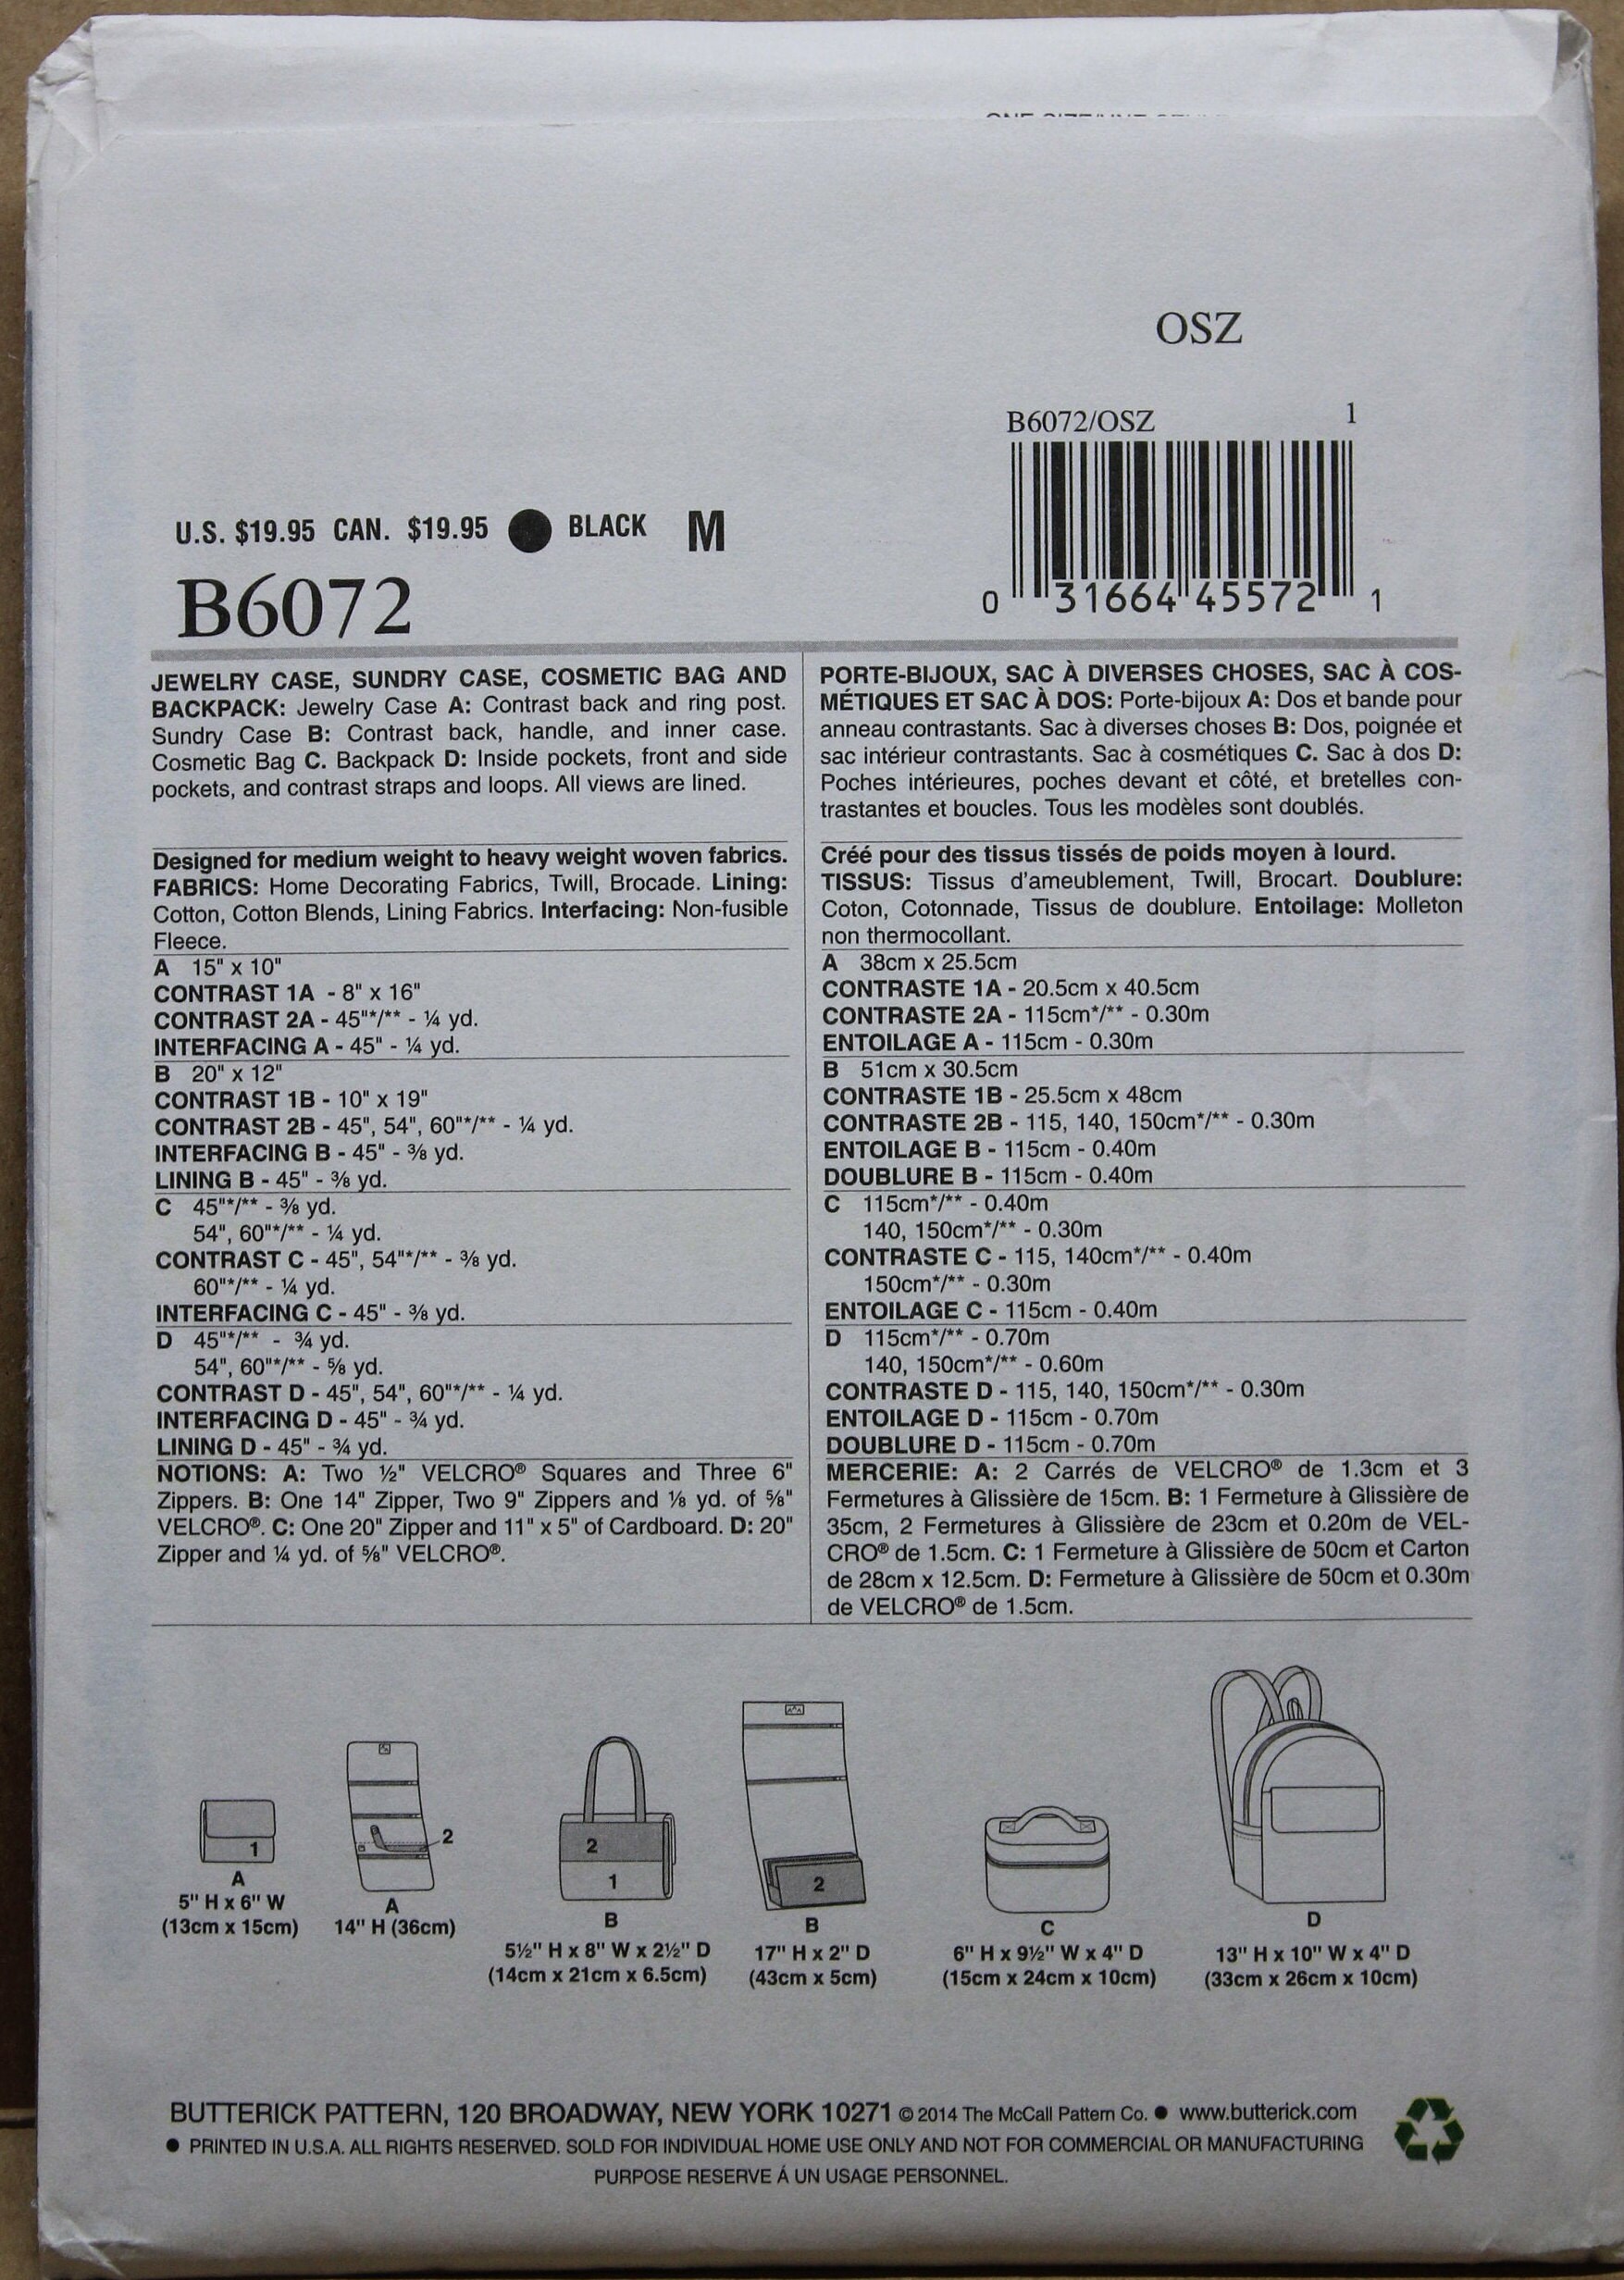 OSZ
B6072/OSZ 1
0 31664 45572 1
U.S. $19.95 CAN. $19.95 ● BLACK M
B6072
JEWELRY CASE, SUNDRY CASE, COSMETIC BAG AND
BACKPACK: Jewelry Case A: Contrast back and ring post.
Sundry Case B: Contrast back, handle, and inner case.
Cosmetic Bag C. Backpack D: Inside pockets, front and side
pockets, and contrast straps and loops. All views are lined.
Designed for medium weight to heavy weight woven fabrics.
FABRICS: Home Decorating Fabrics, Twill, Brocade. Lining:
Cotton, Cotton Blends, Lining Fabrics. Interfacing: Non-fusible
Fleece.
A 15" x 10"
CONTRAST 1A - 8" x 16"
CONTRAST 2A - 45"*/** - ¼ yd.
INTERFACING A - 45" - ¼ yd.
B 20" x 12"
CONTRAST 1B - 10" x 19"
CONTRAST 2B - 45", 54", 60"*/** - ¼ yd.
INTERFACING B - 45" - ⅜ yd.
LINING B - 45" - ⅜ yd.
C 45"*/** - ⅜ yd.
54", 60"*/** - ¼ yd.
CONTRAST C - 45", 54"*/** - ⅜ yd.
60"*/** - ¼ yd.
INTERFACING C - 45" - ⅜ yd.
D 45"*/** - ¾ yd.
54", 60"*/** - ⅝ yd.
CONTRAST D - 45", 54", 60"*/** - ¼ yd.
INTERFACING D - 45" - ¾ yd.
LINING D - 45" - ¾ yd.
NOTIONS: A: Two ½" VELCRO® Squares and Three 6"
Zippers. B: One 14" Zipper, Two 9" Zippers and ⅛ yd. of ⅝"
VELCRO®. C: One 20" Zipper and 11" x 5" of Cardboard. D: 20"
Zipper and ¼ yd. of ⅝" VELCRO®.
PORTE-BIJOUX, SAC À DIVERSES CHOSES, SAC À COS-
MÉTIQUES ET SAC À DOS: Porte-bijoux A: Dos et bande pour
anneau contrastants. Sac à diverses choses B: Dos, poignée et
sac intérieur contrastants. Sac à cosmétiques C. Sac à dos D:
Poches intérieures, poches devant et côté, et bretelles con-
trastantes et boucles. Tous les modèles sont doublés.
Créé pour des tissus tissés de poids moyen à lourd.
TISSUS: Tissus d'ameublement, Twill, Brocart. Doublure:
Coton, Cotonnade, Tissus de doublure. Entoilage: Molleton
non thermocollant.
A 38cm x 25.5cm
CONTRASTE 1A - 20.5cm x 40.5cm
CONTRASTE 2A - 115cm*/** - 0.30m
ENTOILAGE A - 115cm - 0.30m
B 51cm x 30.5cm
CONTRASTE 1B - 25.5cm x 48cm
CONTRASTE 2B - 115, 140, 150cm*/** - 0.30m
ENTOILAGE B - 115cm - 0.40m
DOUBLURE B - 115cm - 0.40m
C 115cm*/** - 0.40m
140, 150cm*/** - 0.30m
CONTRASTE C - 115, 140cm*/** - 0.40m
150cm*/** - 0.30m
ENTOILAGE C - 115cm - 0.40m
D 115cm*/** - 0.70m
140, 150cm*/** - 0.60m
CONTRASTE D - 115, 140, 150cm*/** - 0.30m
ENTOILAGE D - 115cm - 0.70m
DOUBLURE D - 115cm - 0.70m
MERCERIE: A: 2 Carrés de VELCRO® de 1.3cm et 3
Fermetures à Glissière de 15cm. B: 1 Fermeture à Glissière de
35cm, 2 Fermetures à Glissière de 23cm et 0.20m de VEL-
CRO® de 1.5cm. C: 1 Fermeture à Glissière de 50cm et Carton
de 28cm x 12.5cm. D: Fermeture à Glissière de 50cm et 0.30m
de VELCRO® de 1.5cm.
1
A
5" H x 6" W
(13cm x 15cm)
2
A
14" H (36cm)
2
1
B
5½" H x 8" W x 2½" D
(14cm x 21cm x 6.5cm)
2
B
17" H x 2" D
(43cm x 5cm)
C
6" H x 9½" W x 4" D
(15cm x 24cm x 10cm)
D
13" H x 10" W x 4" D
(33cm x 26cm x 10cm)
BUTTERICK PATTERN, 120 BROADWAY, NEW YORK 10271 © 2014 The McCall Pattern Co. ● www.butterick.com
● PRINTED IN U.S.A. ALL RIGHTS RESERVED. SOLD FOR INDIVIDUAL HOME USE ONLY AND NOT FOR COMMERCIAL OR MANUFACTURING
PURPOSE RESERVE Á UN USAGE PERSONNEL.